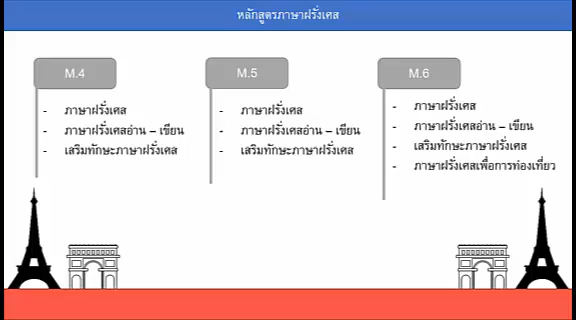 หลักสูตรภาษาฝรั่งเศส
M.4
- ภาษาฝรั่งเศส
- ภาษาฝรั่งเศสอ่าน – เขียน
- เสริมทักษะภาษาฝรั่งเศส
M.5
- ภาษาฝรั่งเศส
- ภาษาฝรั่งเศสอ่าน – เขียน
- เสริมทักษะภาษาฝรั่งเศส
M.6
- ภาษาฝรั่งเศส
- ภาษาฝรั่งเศสอ่าน – เขียน
- เสริมทักษะภาษาฝรั่งเศส
- ภาษาฝรั่งเศสเพื่อการท่องเที่ยว